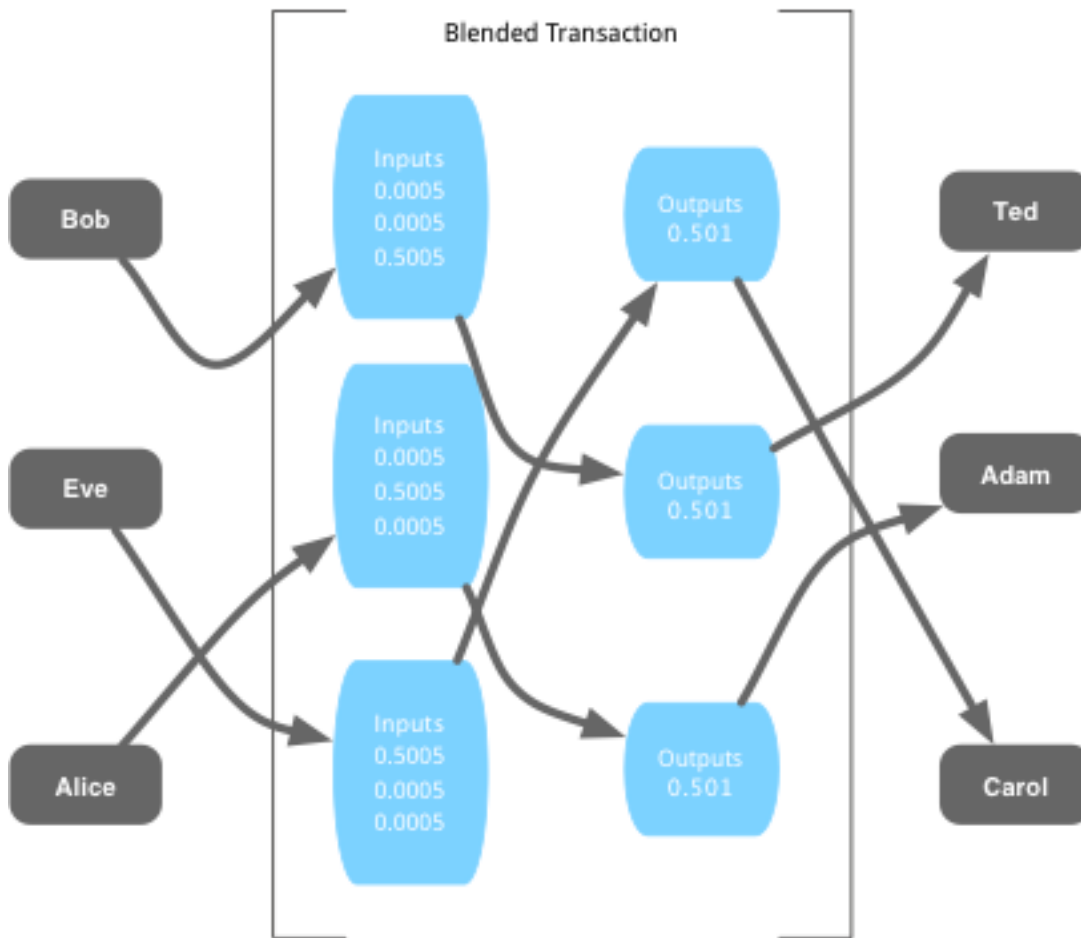 Blended Transaction
Bob
Eve
Alice
Inputs
0.0005
0.0005
0.5005
Inputs
0.0005
0.5005
0.0005
Inputs
0.5005
0.0005
0.0005
Outputs
0.501
Outputs
0.501
Outputs
0.501
Ted
Adam
Carol